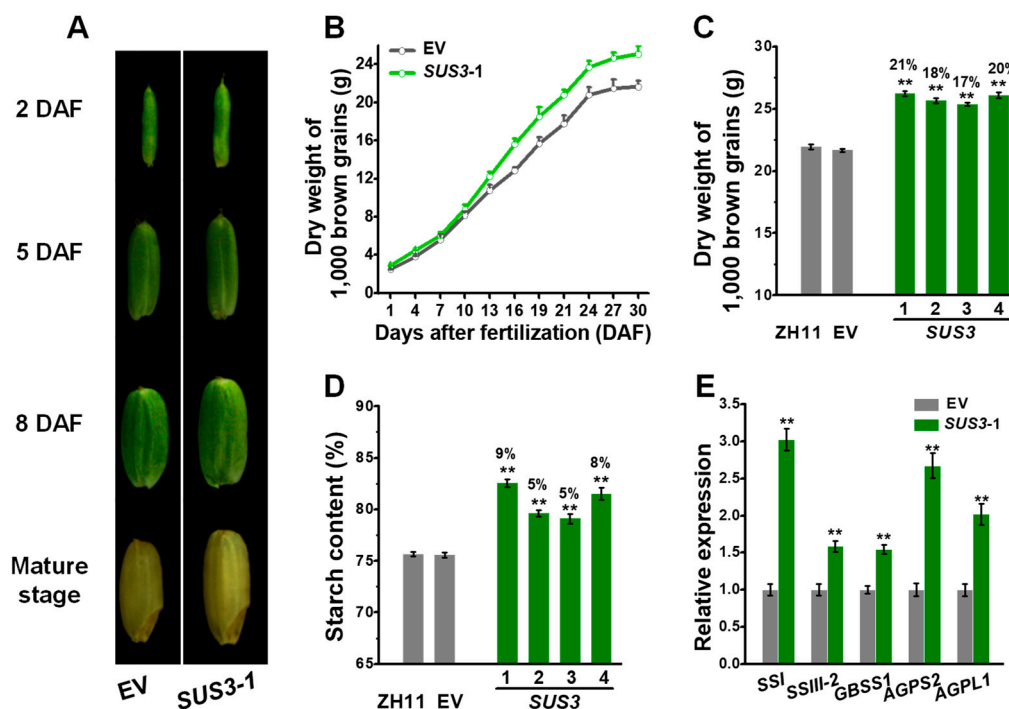 A
2 DAF
5 DAF
8 DAF
Mature
stage
EV
SUS3-1
B
EV
SUS3-1
Dry weight of
1,000 brown grains (g)
24
20
16
12
8
4
0
1 4 7 10 13 16 19 21 24 27 30
Days after fertilization (DAF)
C
Dry weight of
1,000 brown grains (g)
30
25
20
15
10
21% 18% 17% 20%
** ** ** **
1 2 3 4
ZH11 EV SUS3
D
Starch content (%)
90
85
80
75
70
65
9% 5% 5% 8%
** ** ** **
1 2 3 4
ZH11 EV SUS3
E
EV
SUS3-1
Relative expression
3.5
3.0
2.5
2.0
1.5
1.0
0.5
0.0
** ** ** ** **
SSI SSIII-2 GBSS1 AGPS2 AGPL1